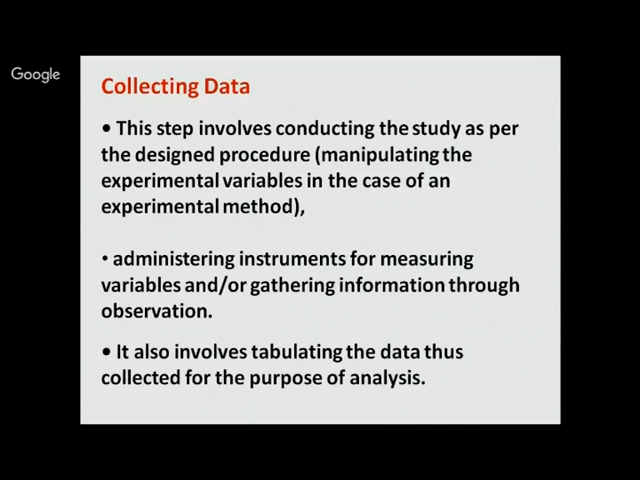 Google
Collecting Data
• This step involves conducting the study as per
the designed procedure (manipulating the
experimental variables in the case of an
experimental method),
• administering instruments for measuring
variables and/or gathering information through
observation.
• It also involves tabulating the data thus
collected for the purpose of analysis.